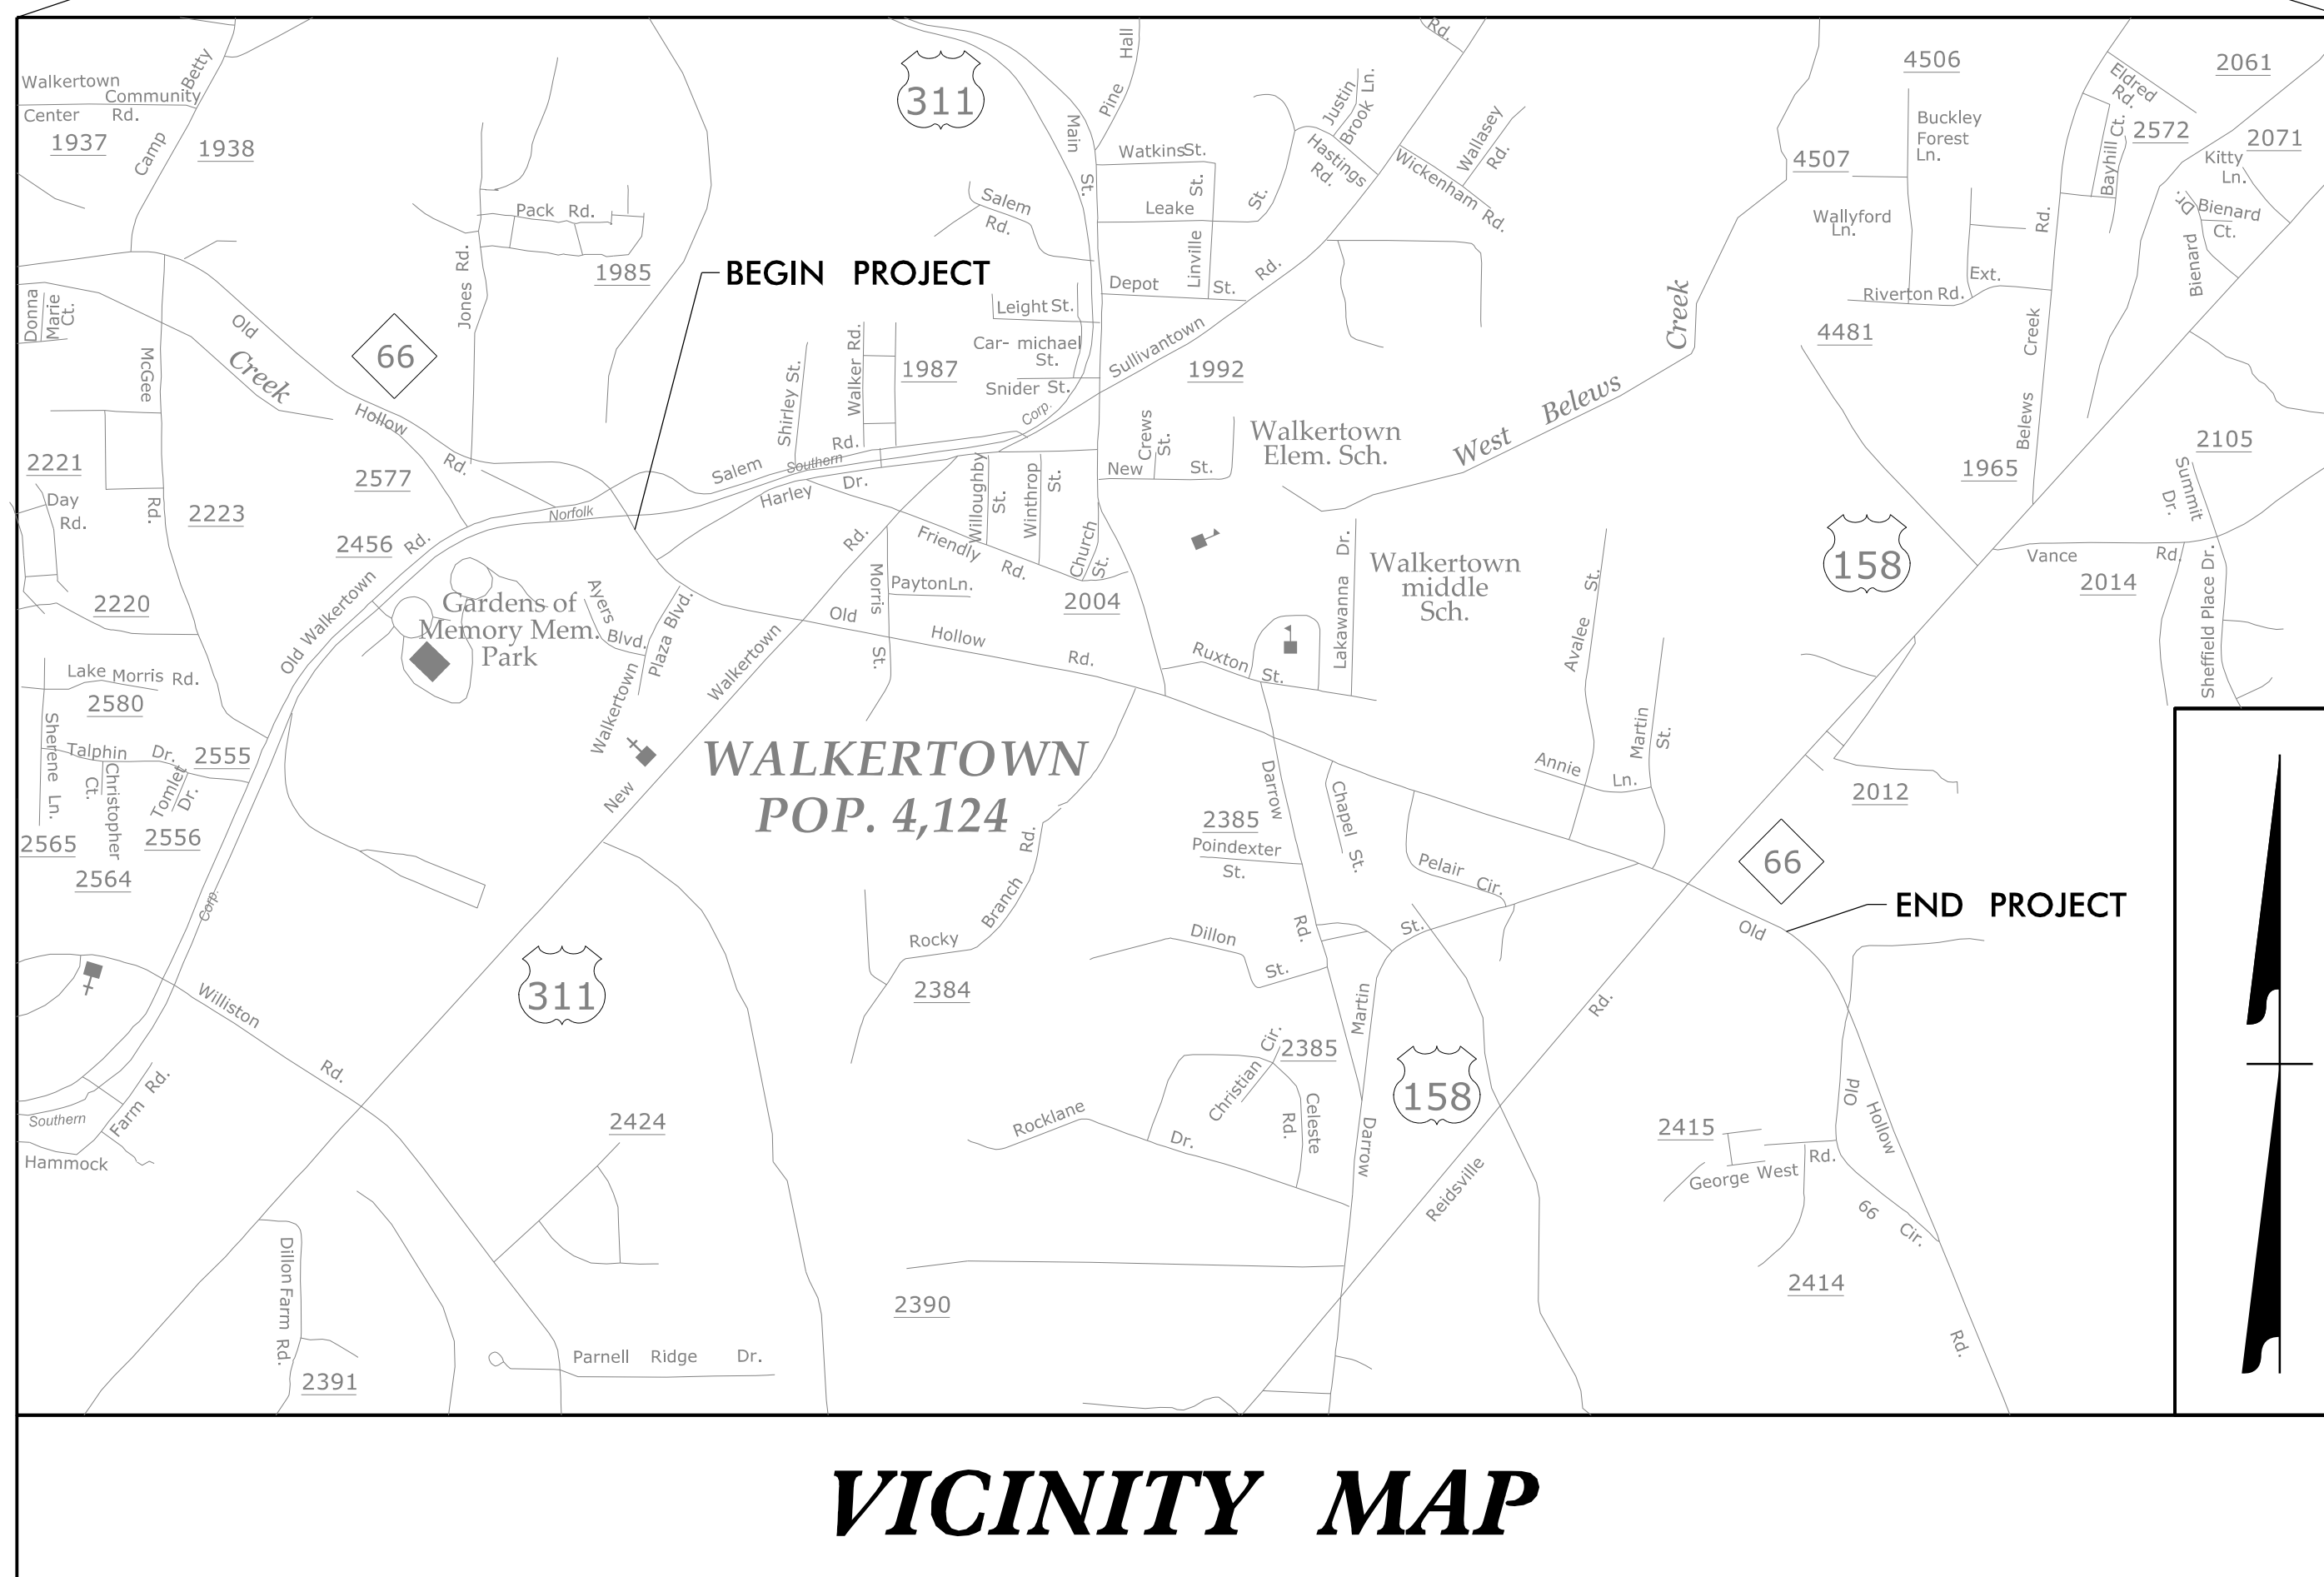 Walkertown
Community
Center Rd.
1937
Betty
Camp
1938
311
Main
St.
Pine
Hall
Rd.
Justin
Brook Ln.
Hastings
Rd.
Wallasey
Rd.
Wickenham Rd.
4506
Buckley
Forest
Ln.
4507
Wallyford
Ln.
Eldred
Rd.
2061
2572
Bayhill Ct.
2071
Kitty
Ln.
Bienard
Ct.
Bienard
Dr.
Watkins St.
Leake
St.
Linville
St.
Depot St.
Salem
Rd.
Pack Rd.
1985
Jones Rd.
BEGIN PROJECT
Donna
Marie
Ct.
McGee
Rd.
Old
Hollow
Rd.
Creek
66
Leight St.
Car- michael
St.
Snider St.
Walker Rd.
1987
Shirley St.
Sullivantown
Rd.
1992
Creek
Belews
West
Riverton Rd.
Ext.
4481
Belews
Creek
Rd.
1965
2105
Summit
Dr.
2221
Day
Rd.
2223
2577
2456
Salem
Rd.
Southern
Corp.
Norfolk
Harley
Dr.
Willoughby
St.
Winthrop
St.
Crews
St.
New St.
Walkertown
Elem. Sch.
Church
St.
Friendly
Rd.
2004
Morris
St.
Payton Ln.
Walkertown
middle
Sch.
Lakawanna Dr.
Avalee St.
158
Vance Rd.
2014
Sheffield Place Dr.
2220
Gardens of
Memory Mem.
Park
Old Walkertown
Rd.
Ayers
Blvd.
Walkertown
Plaza Blvd.
Old
Hollow
Rd.
Ruxton
St.
Lake Morris Rd.
2580
Sherene Ln.
Talphin Dr.
2555
Christopher
Ct.
Tomlet
Dr.
2556
2565
2564
New
Walkertown
Rd.
WALKERTOWN
POP. 4,124
Darrow
Rd.
Chapel St.
2385
Poindexter
St.
Pelair Cir.
Annie Ln.
Martin
St.
2012
66
END PROJECT
Corp.
Williston
Rd.
311
Rocky
Branch
Rd.
2384
Dillon
St.
Martin
St.
Old
Hollow
Rd.
Reidsville
Rd.
2385
Christian Cir.
Celeste
Rd.
Rocklane
Dr.
Darrow
158
Old
66
Cir.
2415
George West
Rd.
2414
Southern
Farm Rd.
Hammock
2424
Dillon Farm Rd.
2391
Parnell Ridge Dr.
2390
VICINITY MAP